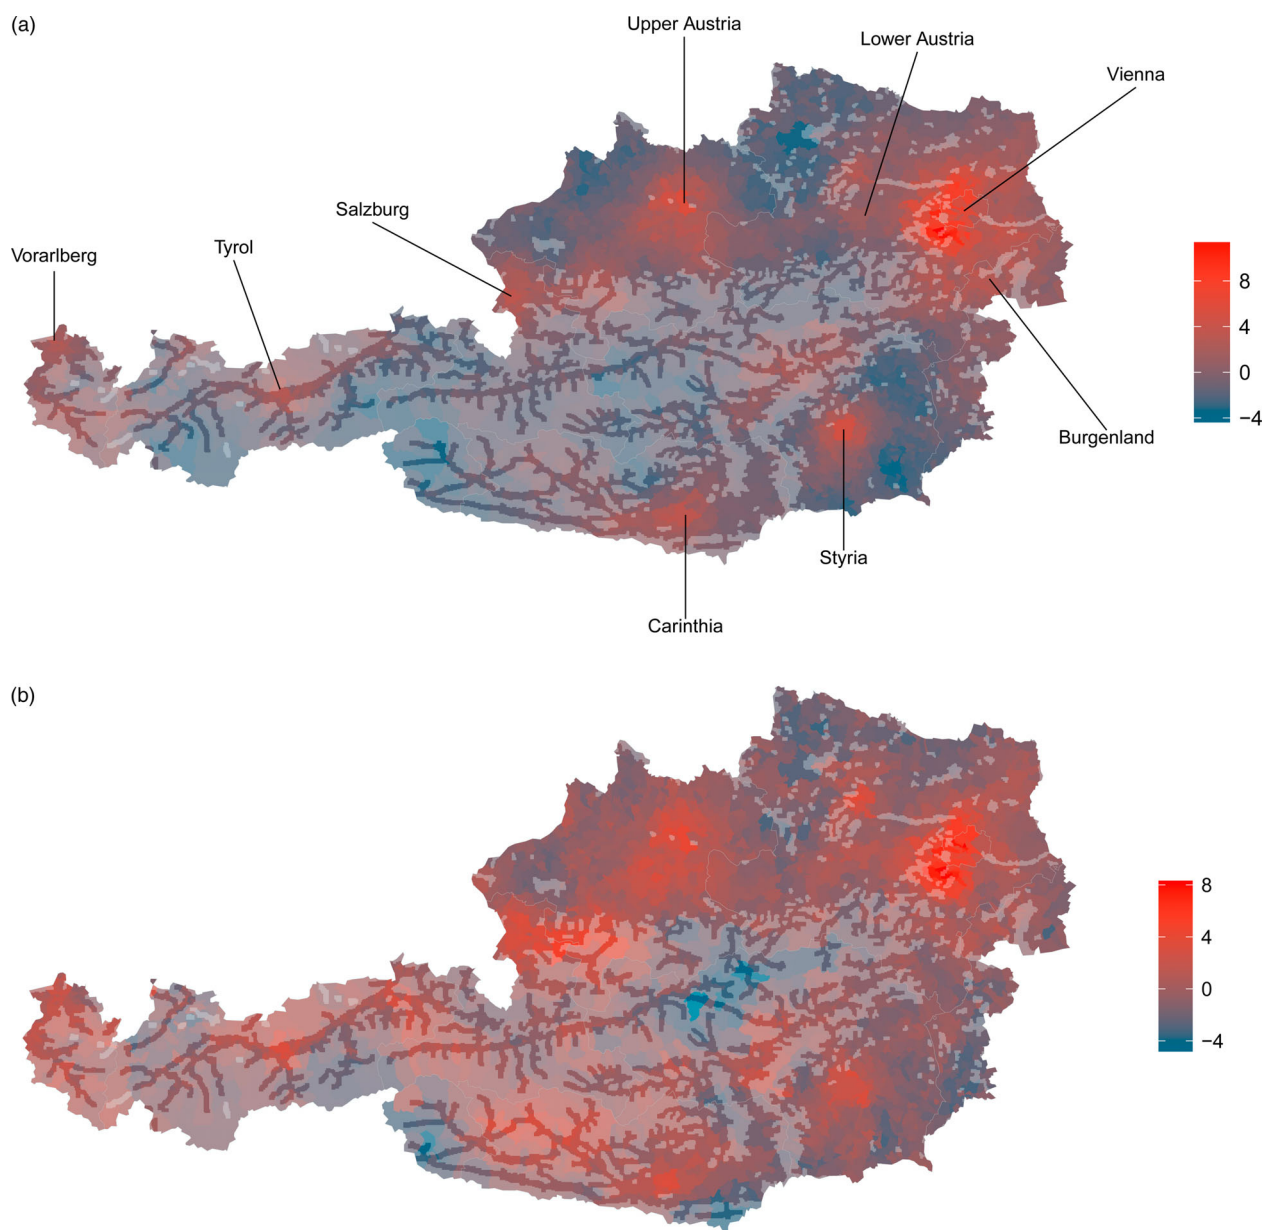 (a)
Upper Austria
Lower Austria
Vienna
Salzburg
Vorarlberg
Tyrol
8
4
0
−4
Burgenland
Styria
Carinthia
(b)
8
4
0
−4